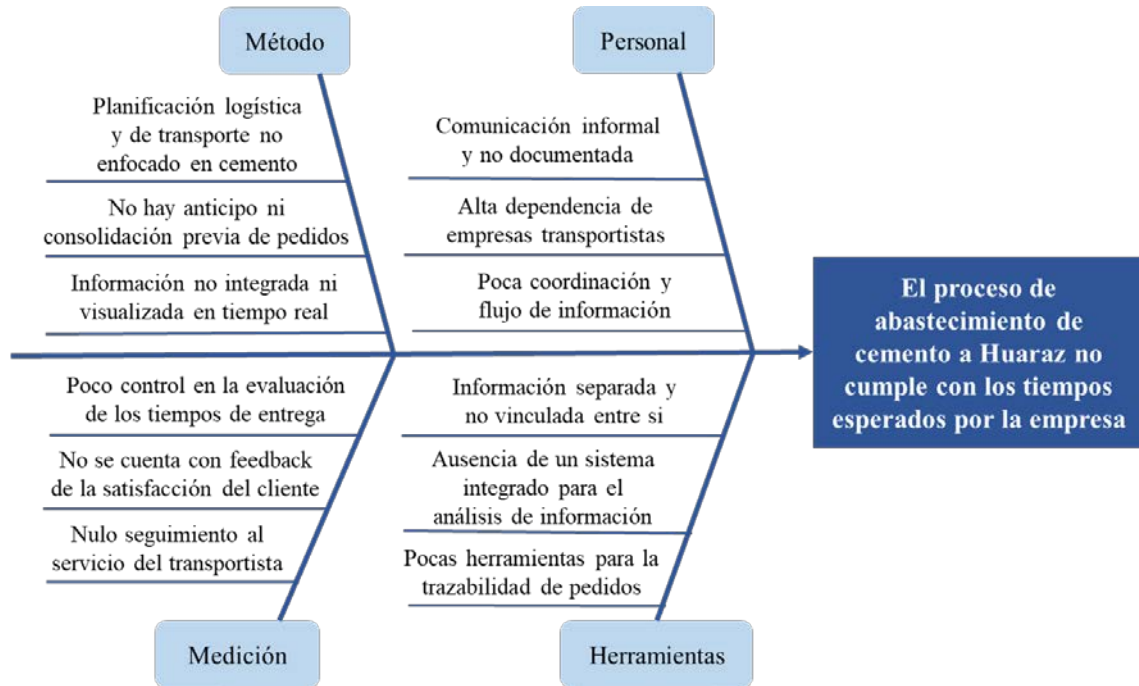 Método
Planificación logística
y de transporte no
enfocado en cemento
No hay anticipo ni
consolidación previa de pedidos
Información no integrada ni
visualizada en tiempo real
Personal
Comunicación informal
y no documentada
Alta dependencia de
empresas transportistas
Poca coordinación y
flujo de información
El proceso de
abastecimiento de
cemento a Huaraz no
cumple con los tiempos
esperados por la empresa
Poco control en la evaluación
de los tiempos de entrega
No se cuenta con feedback
de la satisfacción del cliente
Nulo seguimiento al
servicio del transportista
Medición
Información separada y
no vinculada entre si
Ausencia de un sistema
integrado para el
análisis de información
Pocas herramientas para la
trazabilidad de pedidos
Herramientas